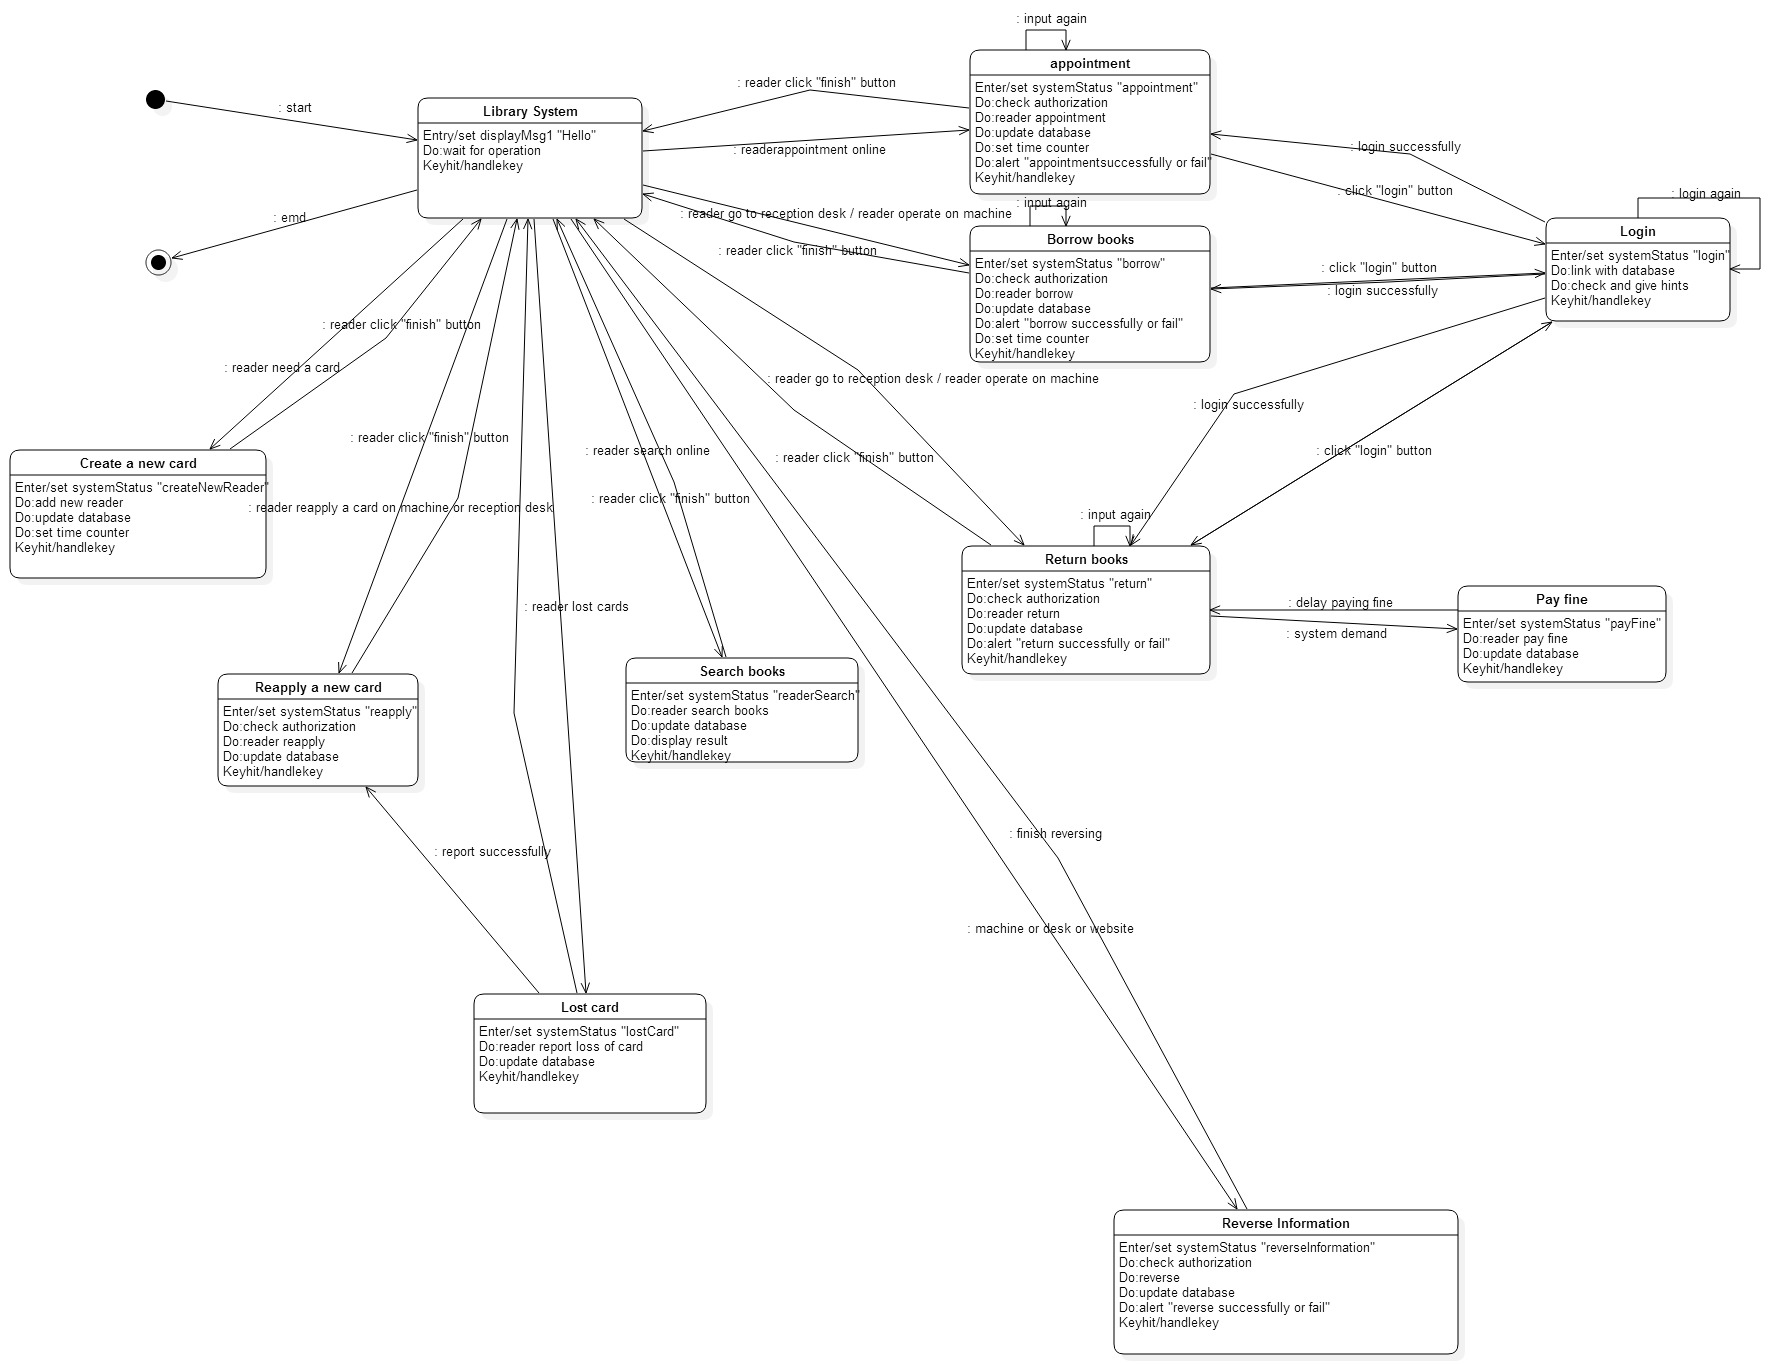 : input again
appointment
Enter/set systemStatus "appointment"
Do:check authorization
Do:reader appointment
Do:update database
Do:set time counter
Do:alert "appointmentsuccessfully or fail"
Keyhit/handlekey
: reader click "finish" button
: start
Library System
Entry/set displayMsg1 "Hello"
Do:wait for operation
Keyhit/handlekey
: readerappointment online
: login successfully
: click "login" button
: login again
: emd
: reader go to reception desk / reader operate on machine
: input again
: reader click "finish" button
Borrow books
Enter/set systemStatus "borrow"
Do:check authorization
Do:reader borrow
Do:update database
Do:alert "borrow successfully or fail"
Do:set time counter
Keyhit/handlekey
Login
Enter/set systemStatus "login"
Do:link with database
Do:check and give hints
Keyhit/handlekey
: click "login" button
: login successfully
: reader click "finish" button
: reader need a card
: reader go to reception desk / reader operate on machine
: login successfully
: reader click "finish" button
: reader search online
: reader click "finish" button
: click "login" button
Create a new card
Enter/set systemStatus "createNewReader"
Do:add new reader
Do:update database
Do:set time counter
Keyhit/handlekey
: reader reapply a card on machine or reception desk
: reader click "finish" button
: input again
Return books
Enter/set systemStatus "return"
Do:check authorization
Do:reader return
Do:update database
Do:alert "return successfully or fail"
Keyhit/handlekey
: delay paying fine
: system demand
Pay fine
Enter/set systemStatus "payFine"
Do:reader pay fine
Do:update database
Keyhit/handlekey
: reader lost cards
Reapply a new card
Enter/set systemStatus "reapply"
Do:check authorization
Do:reader reapply
Do:update database
Keyhit/handlekey
Search books
Enter/set systemStatus "readerSearch"
Do:reader search books
Do:update database
Do:display result
Keyhit/handlekey
: finish reversing
: report successfully
: machine or desk or website
Lost card
Enter/set systemStatus "lostCard"
Do:reader report loss of card
Do:update database
Keyhit/handlekey
Reverse Information
Enter/set systemStatus "reverseInformation"
Do:check authorization
Do:reverse
Do:update database
Do:alert "reverse successfully or fail"
Keyhit/handlekey